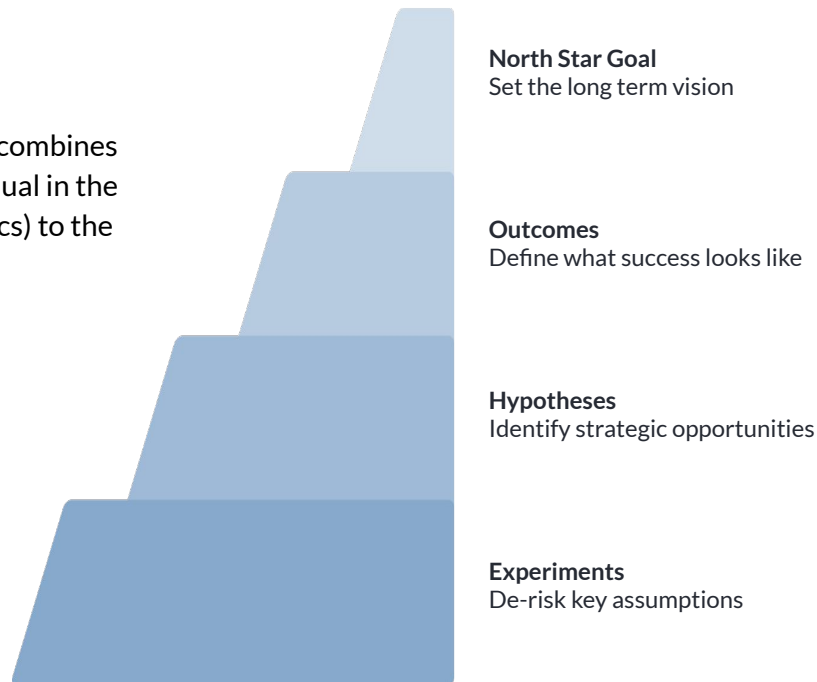 North Star Goal
Set the long term vision
combines
ual in the
cs) to the
Outcomes
Define what success looks like
Hypotheses
Identify strategic opportunities
Experiments
De-risk key assumptions